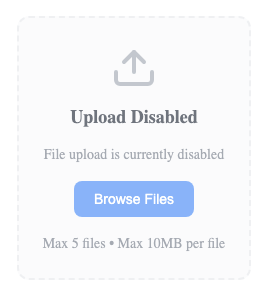 Upload Disabled
File upload is currently disabled
Browse Files
Max 5 files • Max 10MB per file